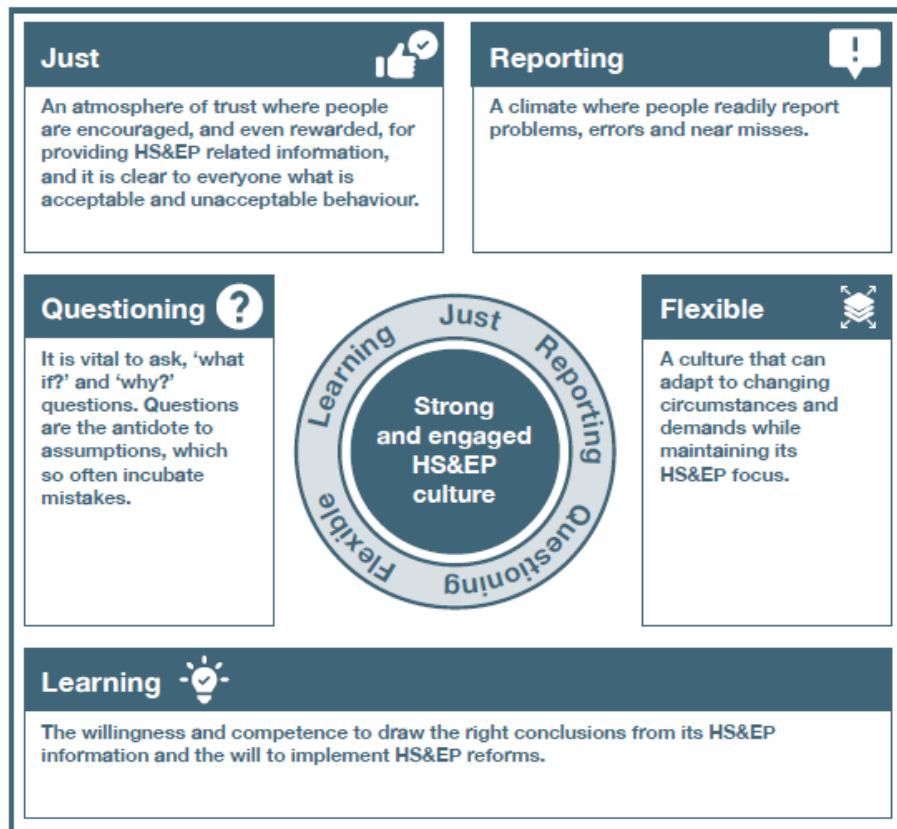 Just
An atmosphere of trust where people
are encouraged, and even rewarded, for
providing HS&EP related information,
and it is clear to everyone what is
acceptable and unacceptable behaviour.
Reporting
A climate where people readily report
problems, errors and near misses.
Questioning
It is vital to ask, ‘what
if?’ and ‘why?’
questions. Questions
are the antidote to
assumptions, which
so often incubate
mistakes.
Just
Reporting
Questioning
Flexible
Learning
Strong
and engaged
HS&EP
culture
Flexible
A culture that can
adapt to changing
circumstances and
demands while
maintaining its
HS&EP focus.
Learning
The willingness and competence to draw the right conclusions from its HS&EP
information and the will to implement HS&EP reforms.